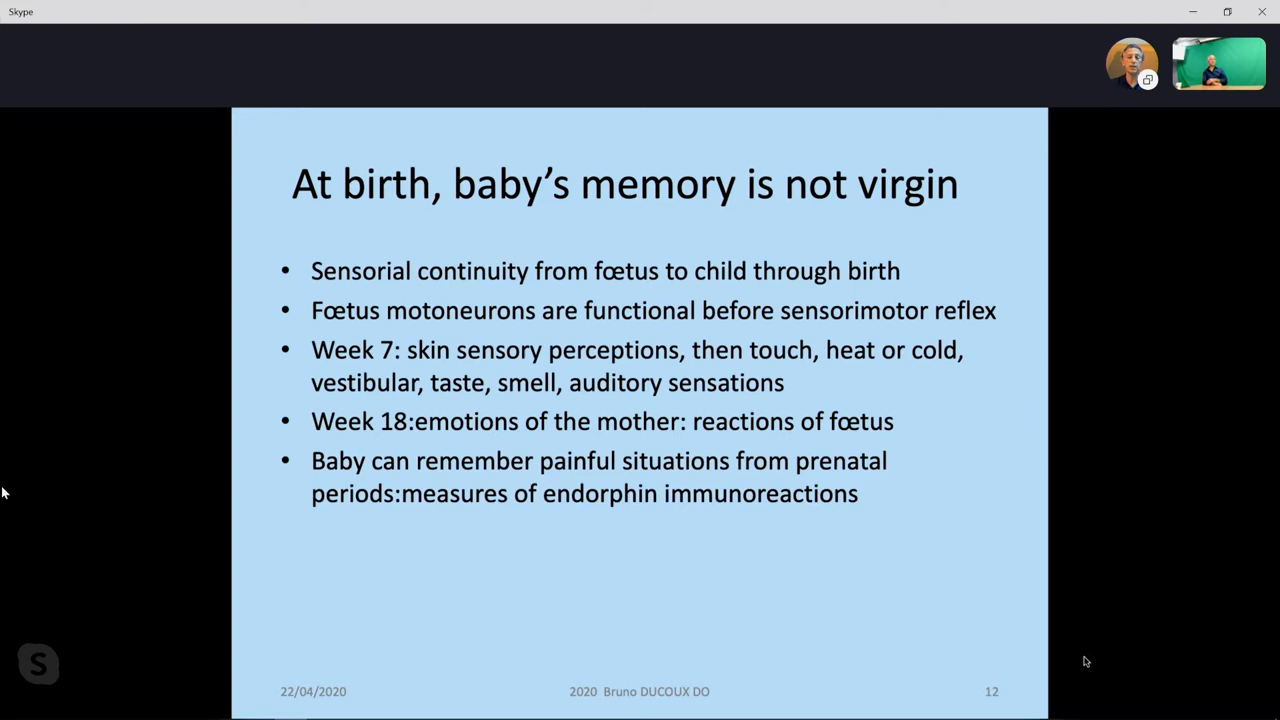 Skype
At birth, baby’s memory is not virgin
• Sensorial continuity from fœtus to child through birth
• Fœtus motoneurons are functional before sensorimotor reflex
• Week 7: skin sensory perceptions, then touch, heat or cold,
vestibular, taste, smell, auditory sensations
• Week 18:emotions of the mother: reactions of fœtus
• Baby can remember painful situations from prenatal
periods:measures of endorphin immunoreactions
S
22/04/2020
2020 Bruno DUCOUX DO
12